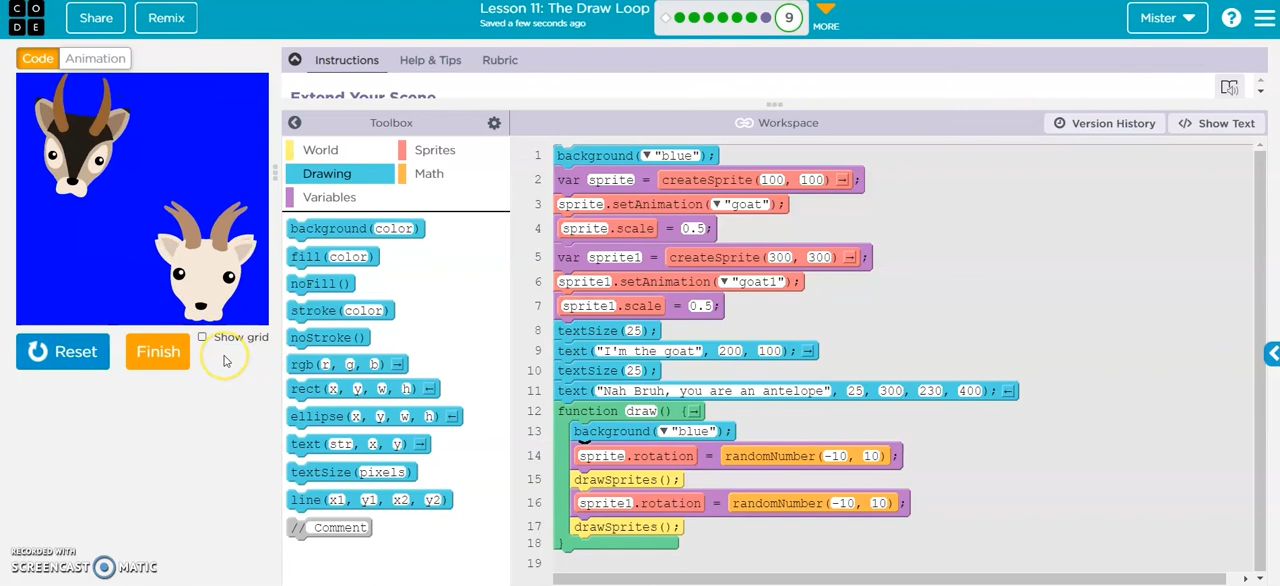 CO
DE
Share
Remix
Lesson 11: The Draw Loop
Saved a few seconds ago
9
MORE
Mister
?
Code
Animation
Instructions
Help & Tips
Rubric
Extend Your Scene
Toolbox
Workspace
Version History
</> Show Text
World
Sprites
Drawing
Math
Variables
background(color)
fill(color)
noFill()
stroke(color)
noStroke()
rgb(r, g, b)
rect(x, y, w, h)
ellipse(x, y, w, h)
text(str, x, y)
textSize(pixels)
line(x1, y1, x2, y2)
// Comment
Reset
Finish
Show grid
1 background("blue");
2 var sprite = createSprite(100, 100);
3 sprite.setAnimation("goat");
4 sprite.scale = 0.5;
5 var sprite1 = createSprite(300, 300);
6 sprite1.setAnimation("goat1");
7 sprite1.scale = 0.5;
8 textSize(25);
9 text("I'm the goat", 200, 100);
10 textSize(25);
11 text("Nah Bruh, you are an antelope", 25, 300, 230, 400);
12 function draw() {
13 background("blue");
14 sprite.rotation = randomNumber(-10, 10);
15 drawSprites();
16 sprite1.rotation = randomNumber(-10, 10);
17 drawSprites();
18 }
19
RECORDED WITH
SCREENCAST MATIC